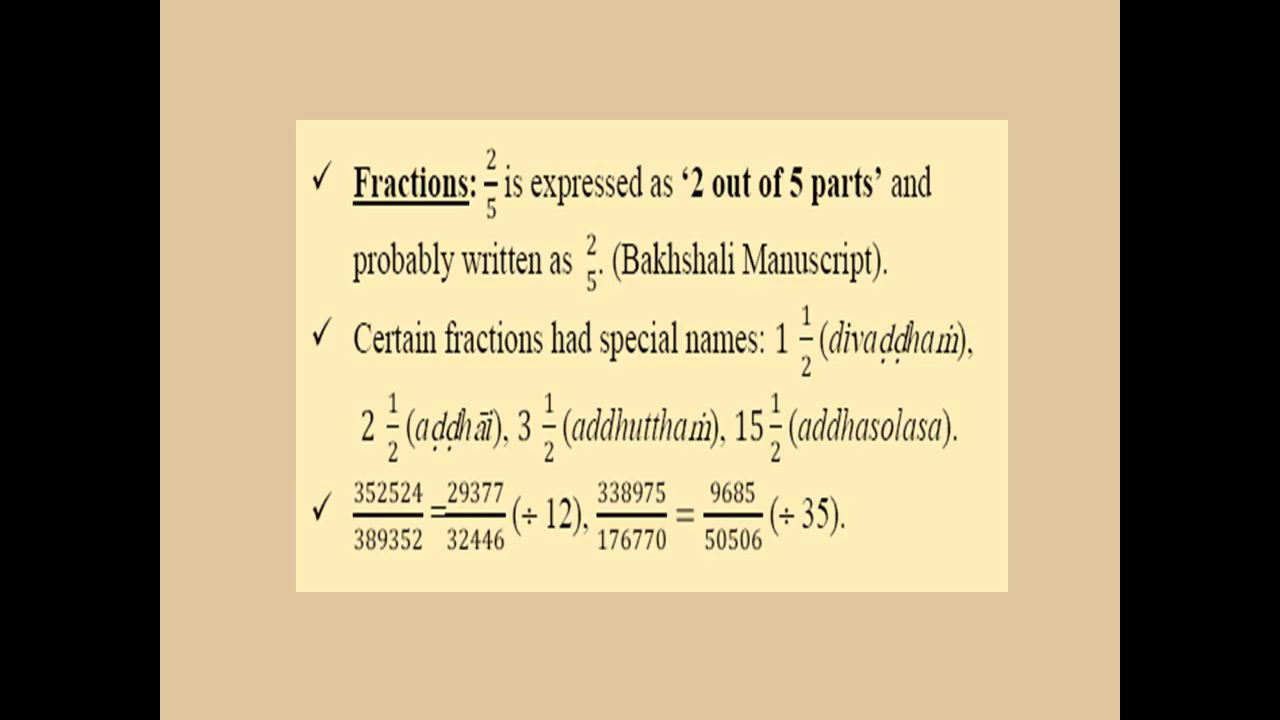 ✓ Fractions: 2/5 is expressed as ‘2 out of 5 parts’ and
probably written as 2 5. (Bakhshali Manuscript).
✓ Certain fractions had special names: 1 1/2 (divaḍḍhaṁ),
2 1/2 (aḍḍhāī), 3 1/2 (addhutthaṁ), 15 1/2 (addhasolasa).
✓ 352524/389352 = 29377/32446 (÷ 12), 338975/176770 = 9685/50506 (÷ 35).